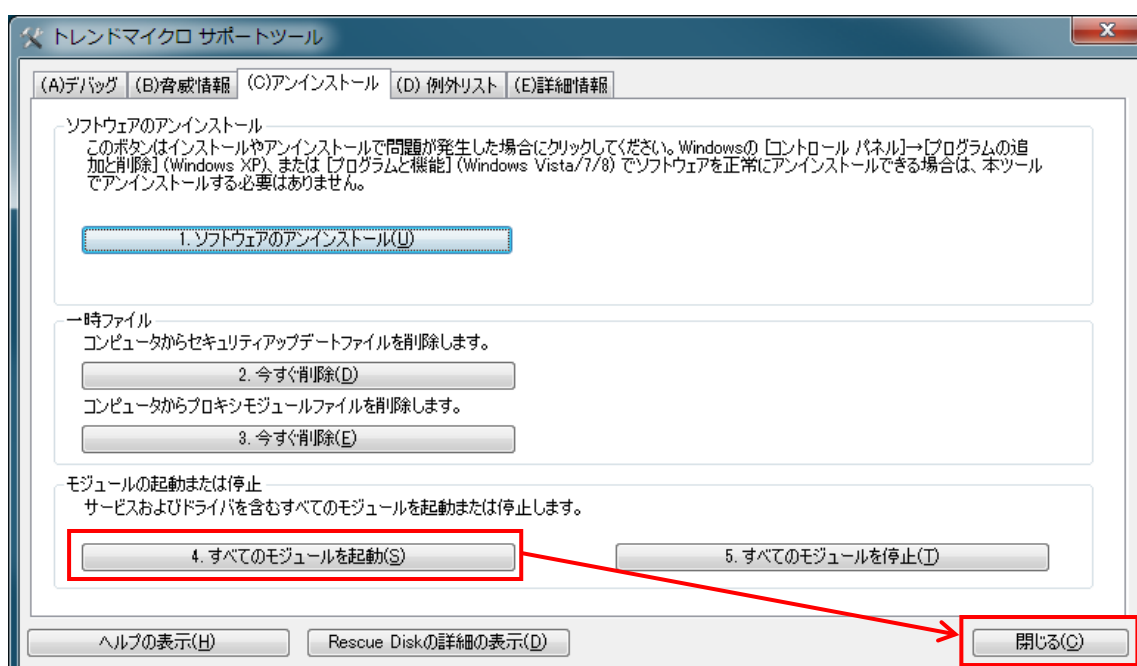 トレンドマイクロ サポートツール
(A)デバッグ (B)脅威情報 (C)アンインストール (D) 例外リスト (E)詳細情報
ソフトウェアのアンインストール
このボタンはインストールやアンインストールで問題が発生した場合にクリックしてください。Windowsの [コントロール パネル]→[プログラムの追
加と削除] (Windows XP)、または [プログラムと機能] (Windows Vista/7/8) でソフトウェアを正常にアンインストールできる場合は、本ツール
でアンインストールする必要はありません。
1. ソフトウェアのアンインストール(U)
一時ファイル
コンピュータからセキュリティアップデートファイルを削除します。
2. 今すぐ削除(D)
コンピュータからプロキシモジュールファイルを削除します。
3. 今すぐ削除(E)
モジュールの起動または停止
サービスおよびドライバを含むすべてのモジュールを起動または停止します。
4. すべてのモジュールを起動(S) 5. すべてのモジュールを停止(T)
ヘルプの表示(H) Rescue Diskの詳細の表示(D) 閉じる(C)